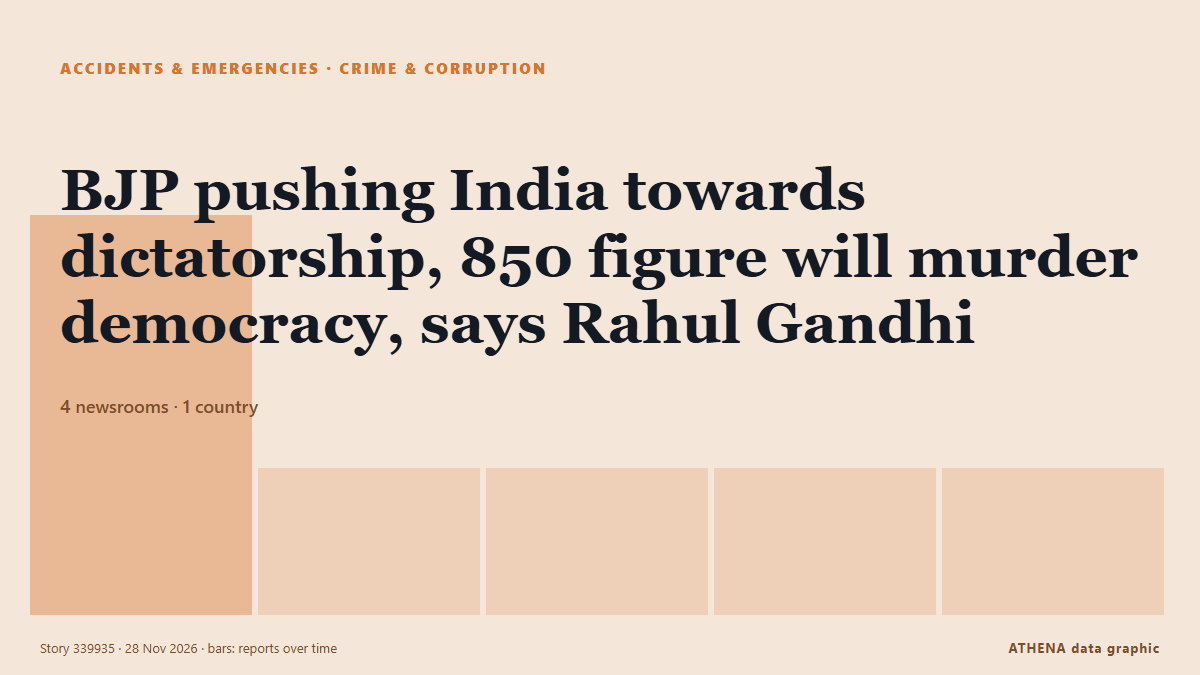 ACCIDENTS & EMERGENCIES · CRIME & CORRUPTION
BJP pushing India towards
dictatorship, 850 figure will murder
democracy, says Rahul Gandhi
4 newsrooms · 1 country
Story 339935 · 28 Nov 2026 · bars: reports over time
ATHENA data graphic